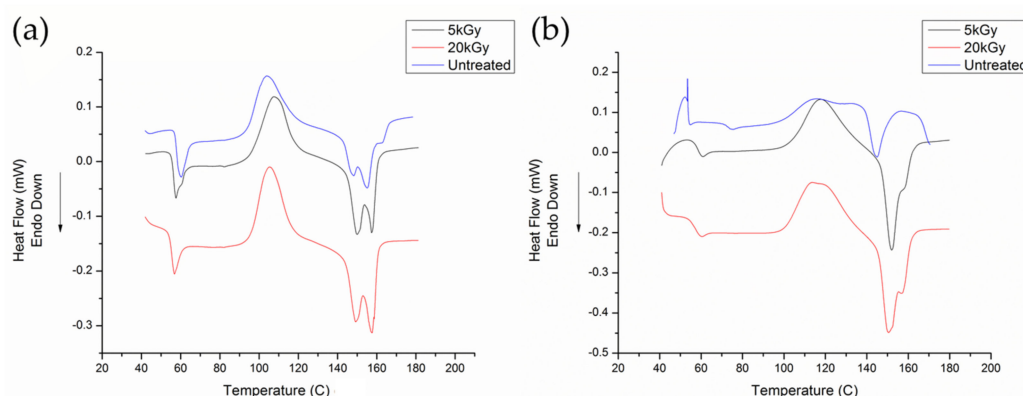 (a)
5kGy
20kGy
Untreated
0.2
0.1
0.0
-0.1
-0.2
-0.3
Heat Flow (mW)
Endo Down
20 40 60 80 100 120 140 160 180 200
Temperature (C)
(b)
5kGy
20kGy
Untreated
0.2
0.1
0.0
-0.1
-0.2
-0.3
-0.4
-0.5
Heat Flow (mW)
Endo Down
20 40 60 80 100 120 140 160 180 200
Temperature (C)